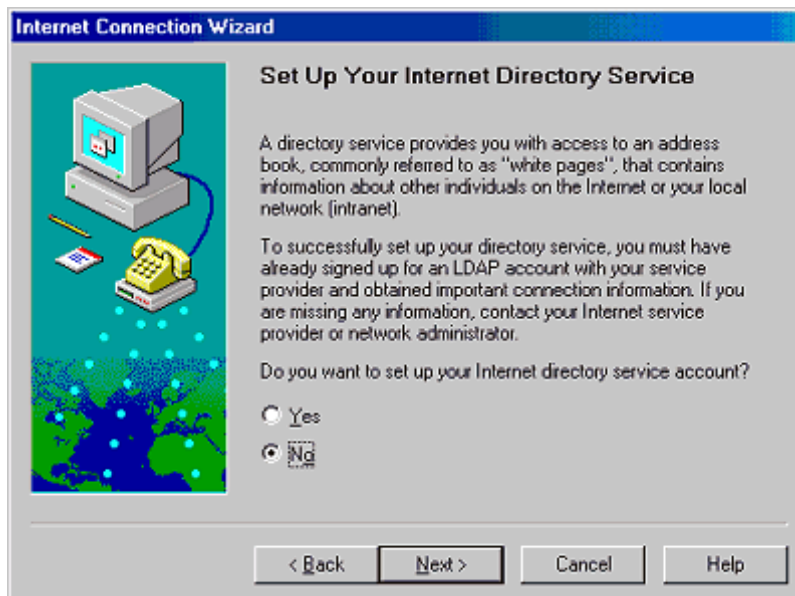 Internet Connection Wizard
Set Up Your Internet Directory Service
A directory service provides you with access to an address
book, commonly referred to as "white pages", that contains
information about other individuals on the Internet or your local
network (intranet).
To successfully set up your directory service, you must have
already signed up for an LDAP account with your service
provider and obtained important connection information. If you
are missing any information, contact your Internet service
provider or network administrator.
Do you want to set up your Internet directory service account?
Yes
No
< Back
Next >
Cancel
Help